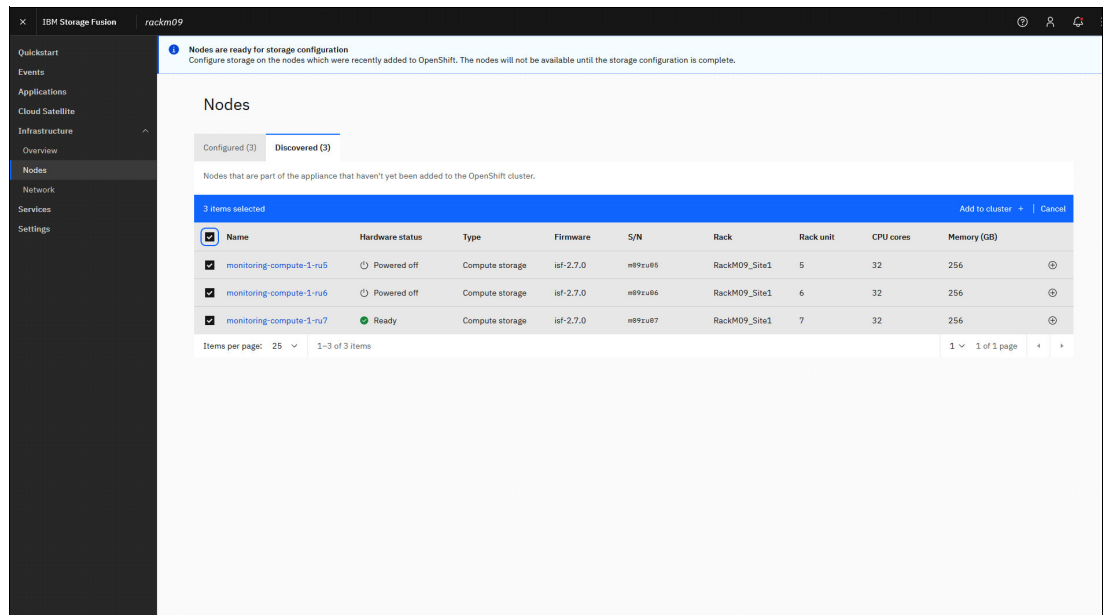 IBM Storage Fusion rackm09
Quickstart
Events
Applications
Cloud Satellite
Infrastructure
Overview
Nodes
Network
Services
Settings
Nodes are ready for storage configuration
Configure storage on the nodes which were recently added to OpenShift. The nodes will not be available until the storage configuration is complete.
Nodes
Configured (3) Discovered (3)
Nodes that are part of the appliance that haven't yet been added to the OpenShift cluster.
3 items selected Add to cluster + | Cancel
Name Hardware status Type Firmware S/N Rack Rack unit CPU cores Memory (GB)
monitoring-compute-1-ru5 Powered off Compute storage isf-2.7.0 m09ru05 RackM09_Site1 5 32 256
monitoring-compute-1-ru6 Powered off Compute storage isf-2.7.0 m09ru06 RackM09_Site1 6 32 256
monitoring-compute-1-ru7 Ready Compute storage isf-2.7.0 m09ru07 RackM09_Site1 7 32 256
Items per page: 25 1–3 of 3 items 1 1 of 1 page